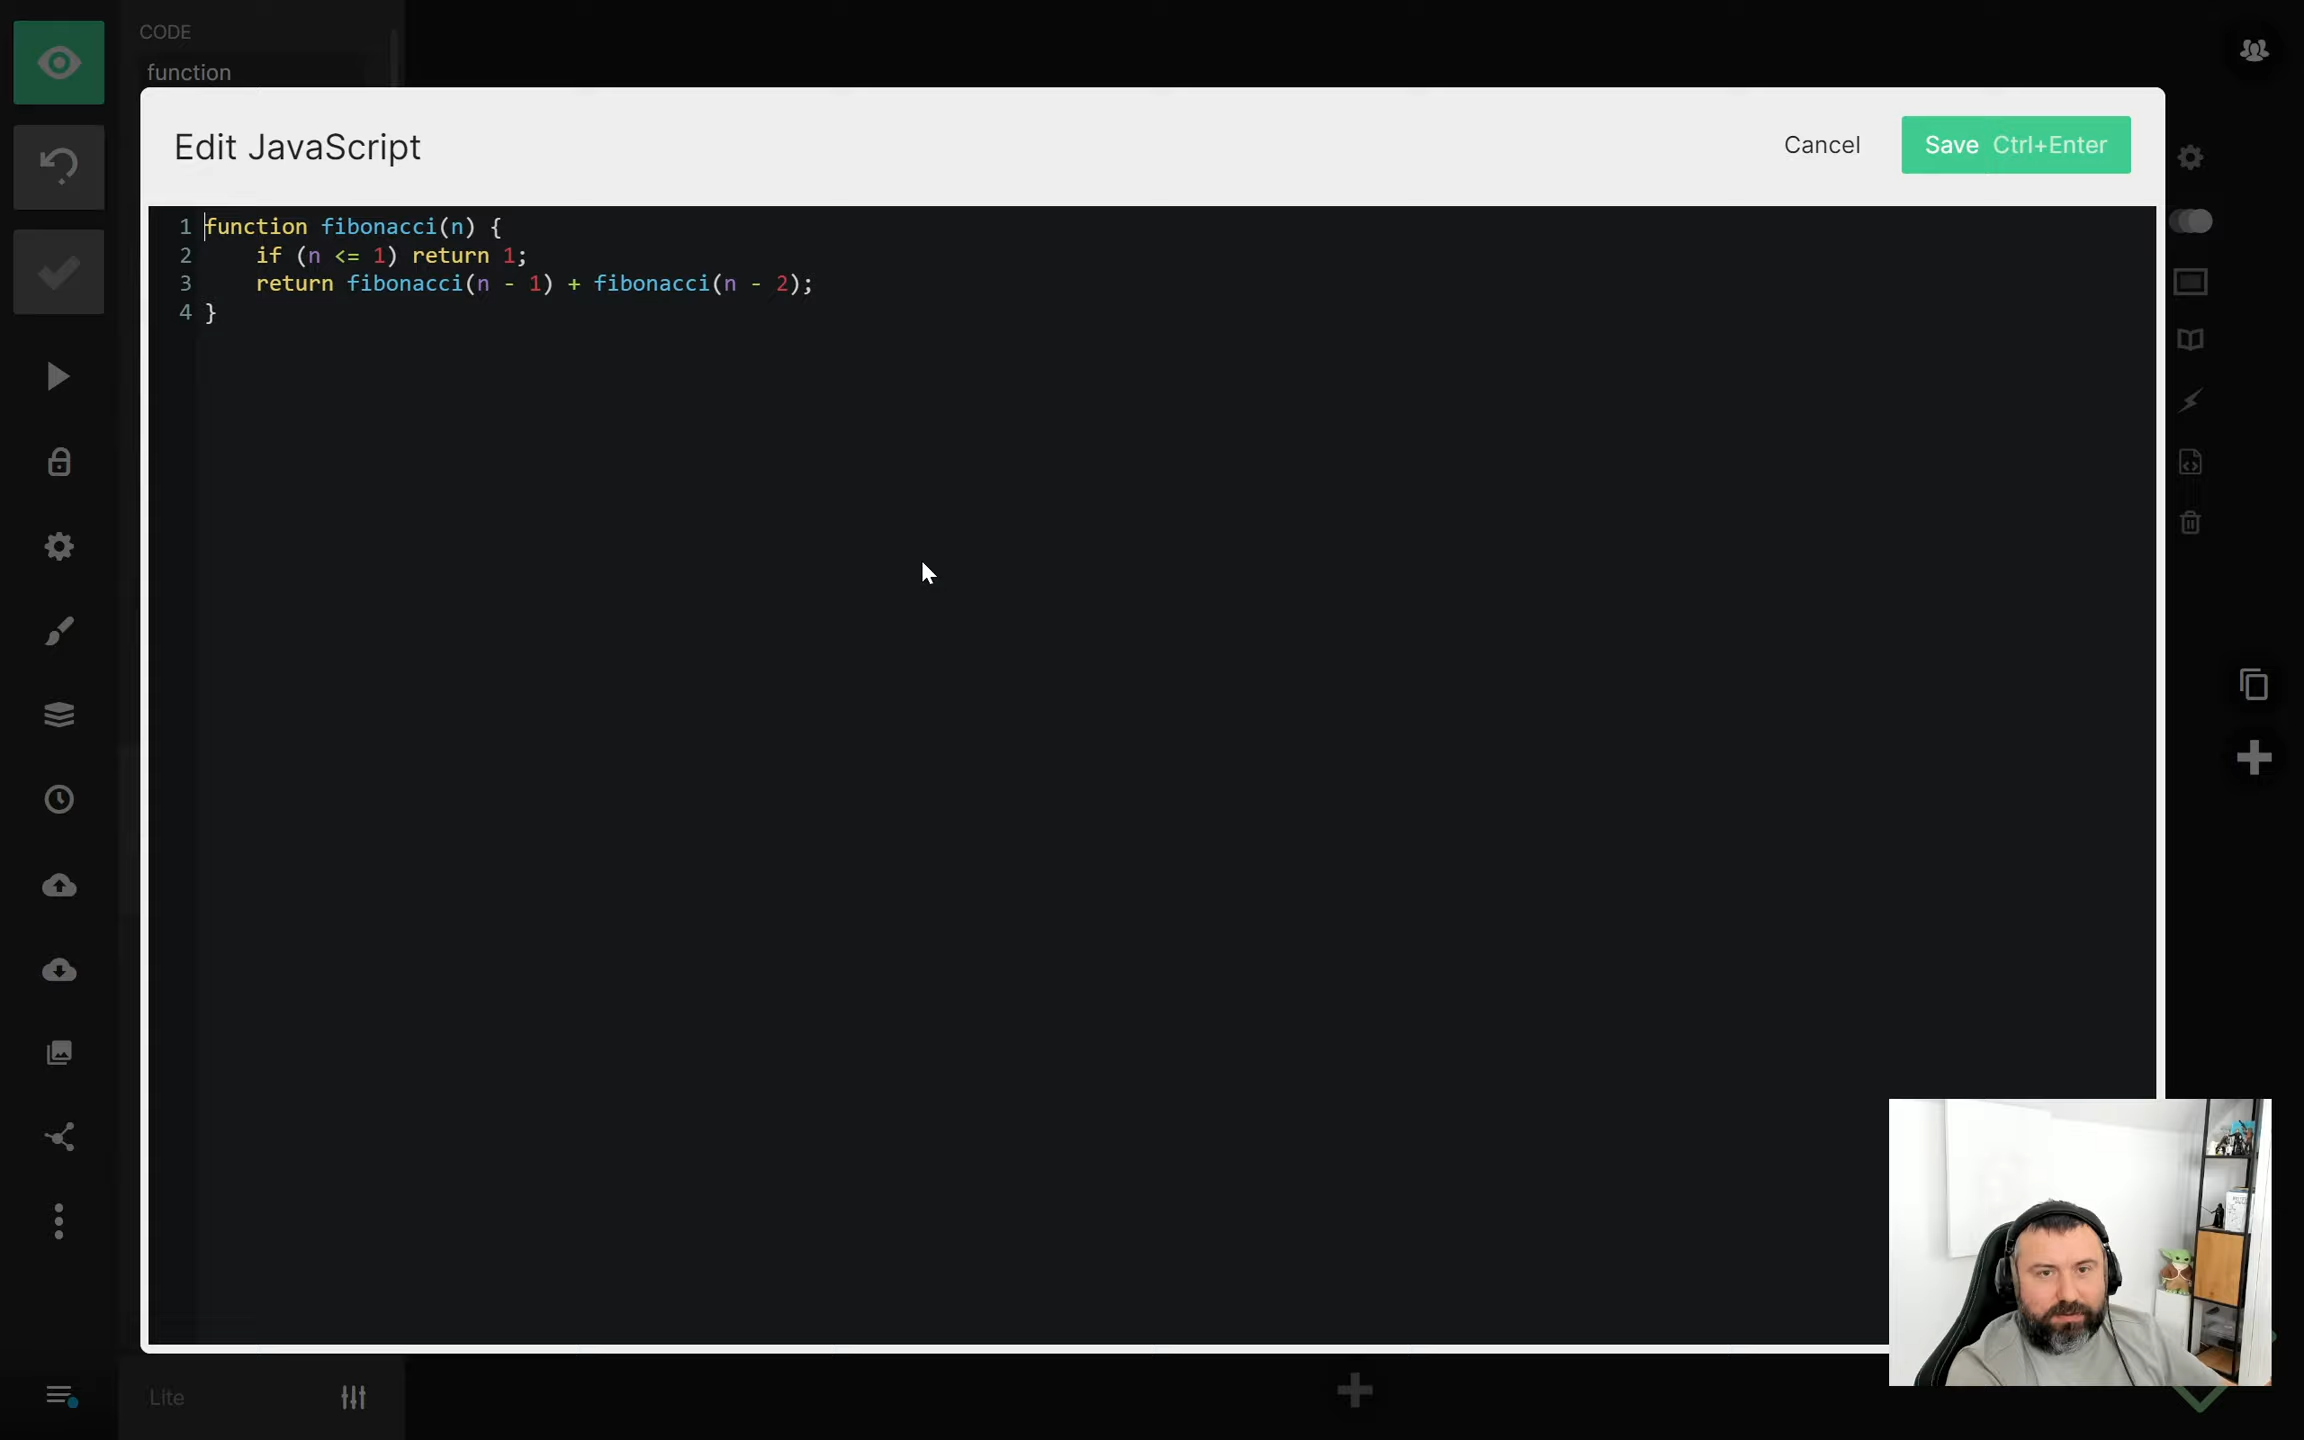 CODE
function
Edit JavaScript
Cancel
Save Ctrl+Enter
1 function fibonacci(n) {
2     if (n <= 1) return 1;
3     return fibonacci(n - 1) + fibonacci(n - 2);
4 }
Lite